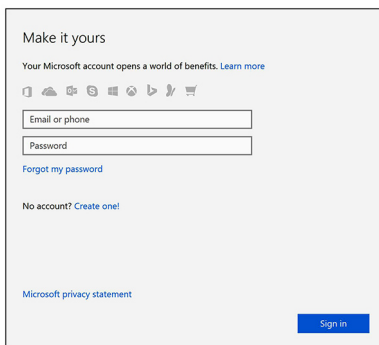 Make it yours
Your Microsoft account opens a world of benefits. Learn more
Email or phone
Password
Forgot my password
No account? Create one!
Microsoft privacy statement
Sign in